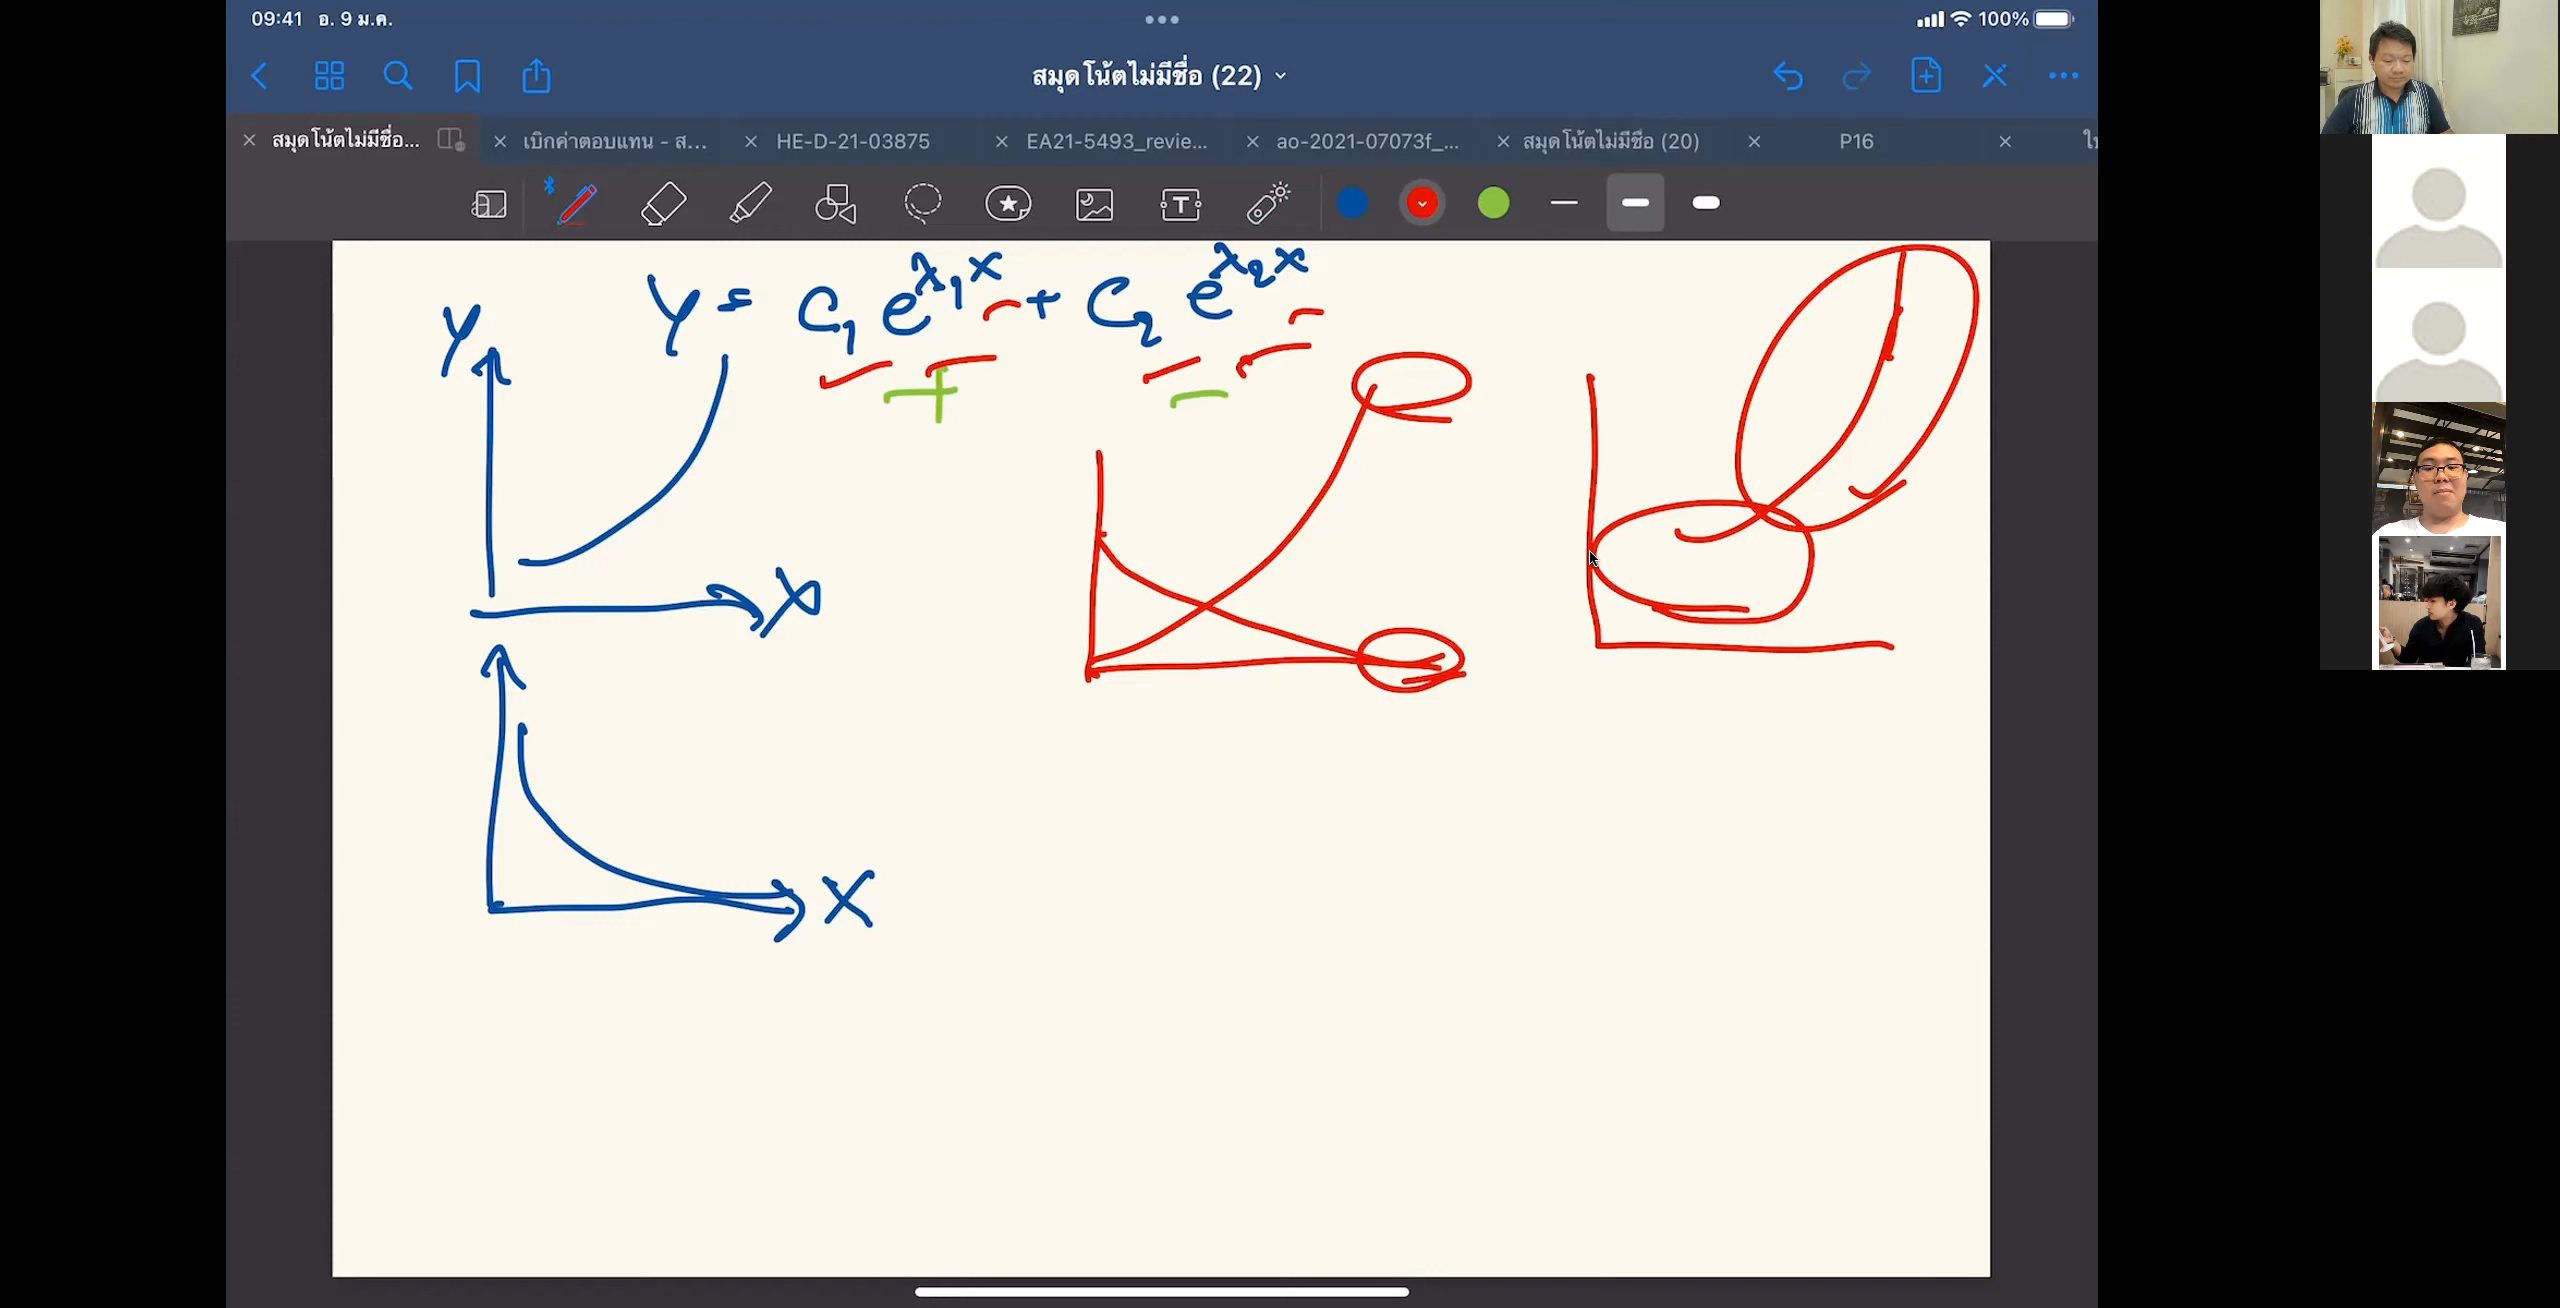 09:41 อ. 9 ม.ค.
100%
สมุดโน้ตไม่มีชื่อ (22)
สมุดโน้ตไม่มีชื่อ... เบิกค่าตอบแทน - ส... HE-D-21-03875 EA21-5493_revie... ao-2021-07073f_... สมุดโน้ตไม่มีชื่อ (20) P16 ใบ
T
y = C₁ e^λ₁x + C₂ e^λ₂x
+ −
y
x
x